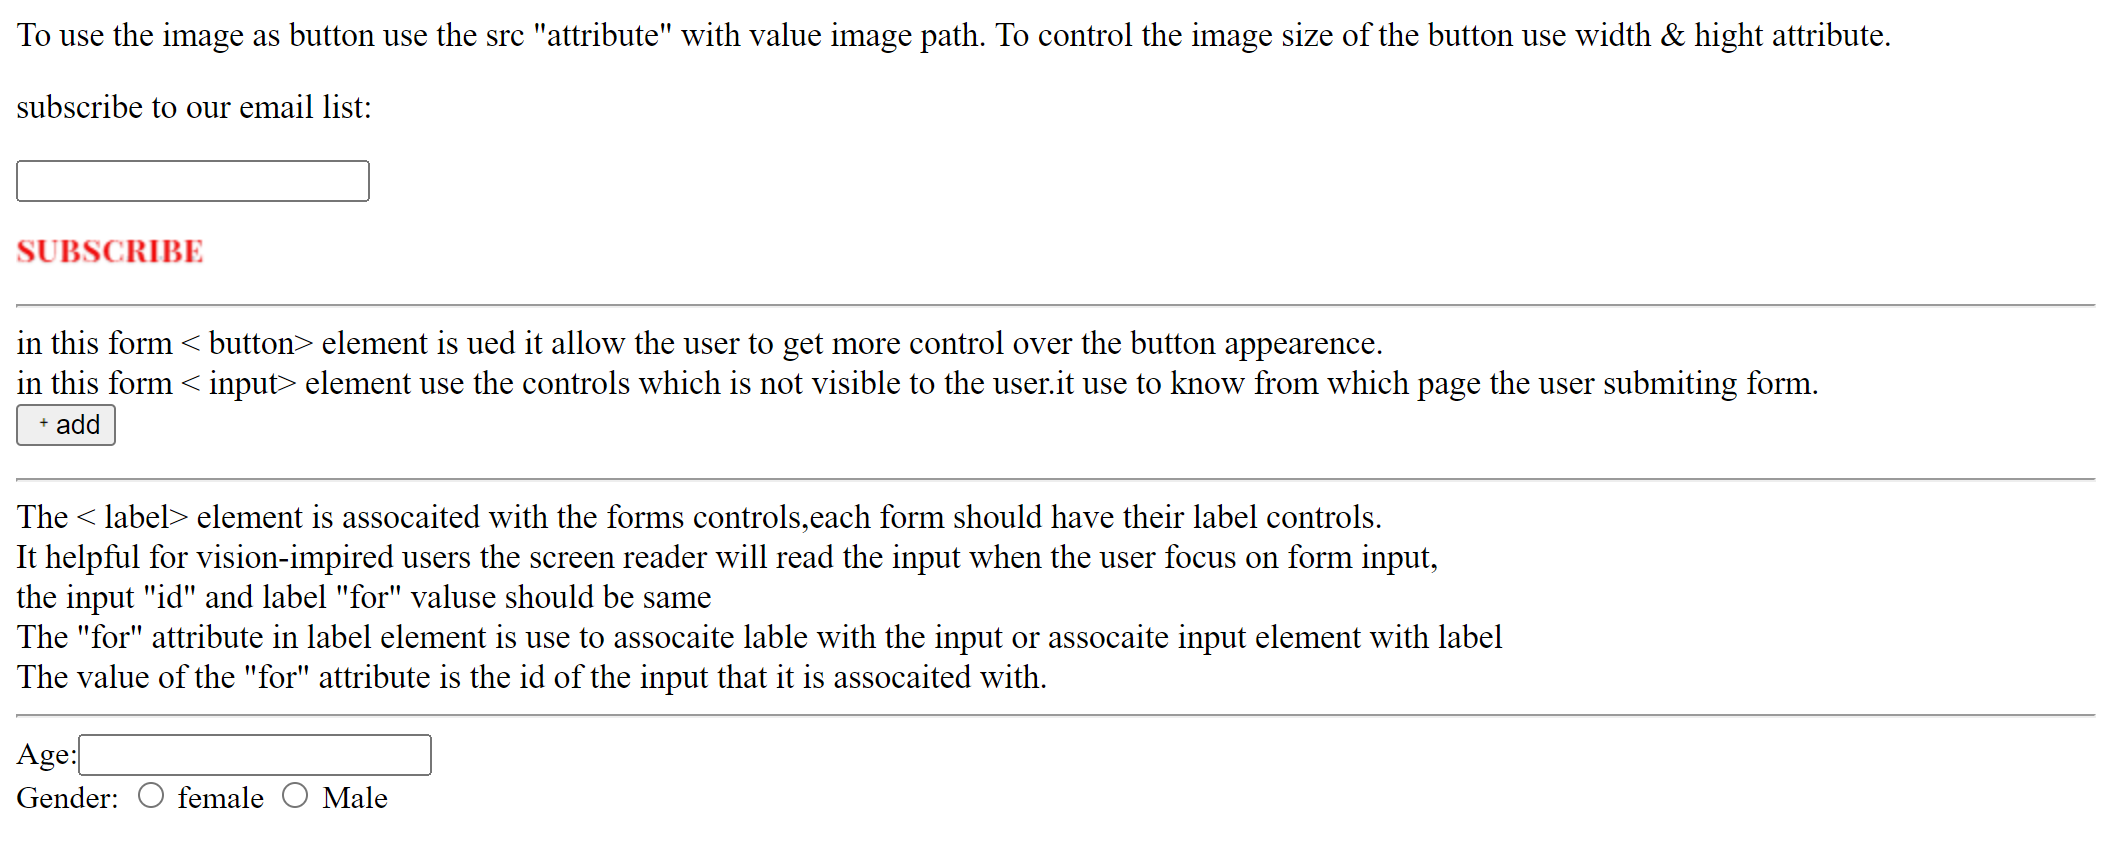 To use the image as button use the src "attribute" with value image path. To control the image size of the button use width & hight attribute.
subscribe to our email list:
SUBSCRIBE
in this form < button> element is ued it allow the user to get more control over the button appearence.
in this form < input> element use the controls which is not visible to the user.it use to know from which page the user submiting form.
+ add
The < label> element is assocaited with the forms controls,each form should have their label controls.
It helpful for vision-impired users the screen reader will read the input when the user focus on form input,
the input "id" and label "for" valuse should be same
The "for" attribute in label element is use to assocaite lable with the input or assocaite input element with label
The value of the "for" attribute is the id of the input that it is assocaited with.
Age:
Gender: female Male